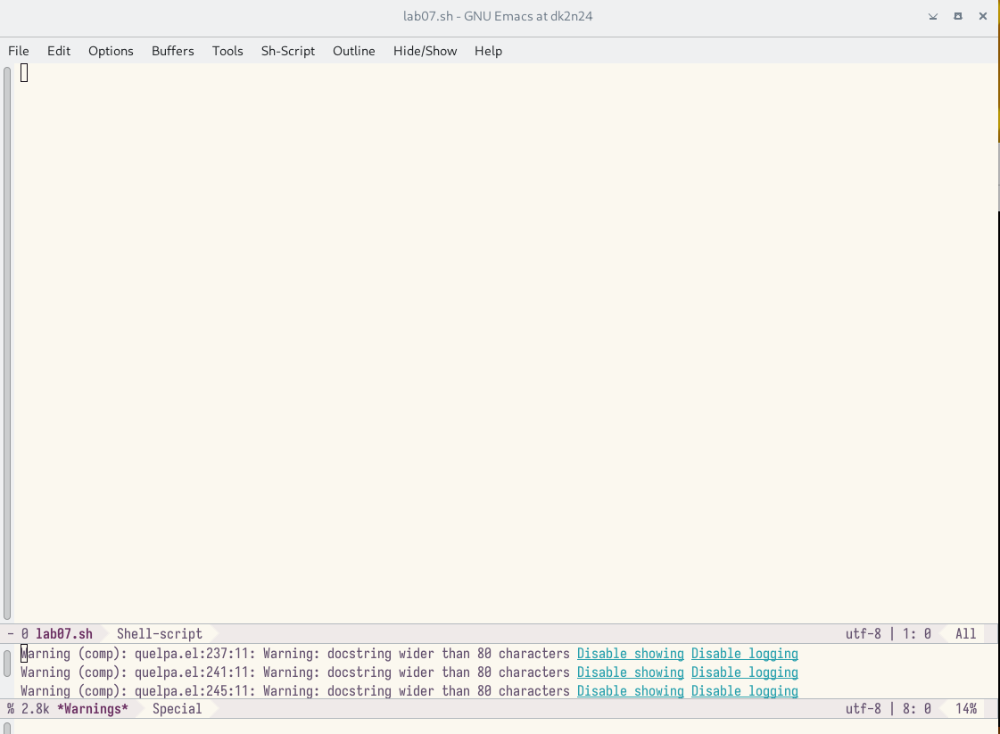 lab07.sh - GNU Emacs at dk2n24
File Edit Options Buffers Tools Sh-Script Outline Hide/Show Help
- 0 lab07.sh Shell-script utf-8 | 1: 0 All
Warning (comp): quelpa.el:237:11: Warning: docstring wider than 80 characters Disable showing Disable logging
Warning (comp): quelpa.el:241:11: Warning: docstring wider than 80 characters Disable showing Disable logging
Warning (comp): quelpa.el:245:11: Warning: docstring wider than 80 characters Disable showing Disable logging
% 2.8k *Warnings* Special utf-8 | 8: 0 14%